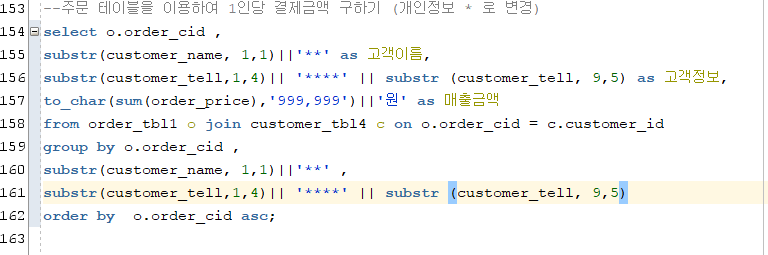 153 --주문 테이블을 이용하여 1인당 결제금액 구하기 (개인정보 * 로 변경)
154 select o.order_cid ,
155 substr(customer_name, 1,1)||'**' as 고객이름,
156 substr(customer_tell,1,4)|| '****' || substr (customer_tell, 9,5) as 고객정보,
157 to_char(sum(order_price),'999,999')||'원' as 매출금액
158 from order_tbl1 o join customer_tbl4 c on o.order_cid = c.customer_id
159 group by o.order_cid ,
160 substr(customer_name, 1,1)||'**' ,
161 substr(customer_tell,1,4)|| '****' || substr (customer_tell, 9,5)
162 order by  o.order_cid asc;
163